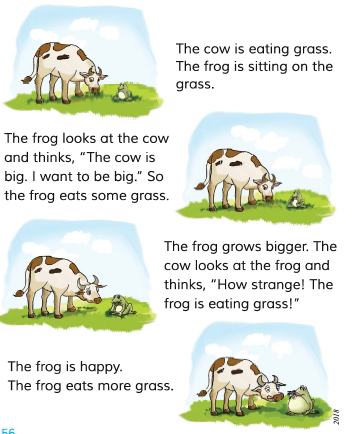 The cow is eating grass.
The frog is sitting on the
grass.
The frog looks at the cow
and thinks, “The cow is
big. I want to be big.” So
the frog eats some grass.
The frog grows bigger. The
cow looks at the frog and
thinks, “How strange! The
frog is eating grass!”
The frog is happy.
The frog eats more grass.
2018
56